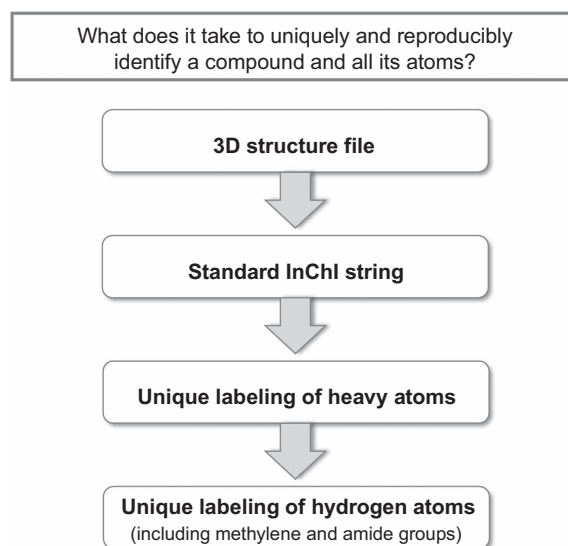 What does it take to uniquely and reproducibly
identify a compound and all its atoms?
3D structure file
Standard InChI string
Unique labeling of heavy atoms
Unique labeling of hydrogen atoms
(including methylene and amide groups)